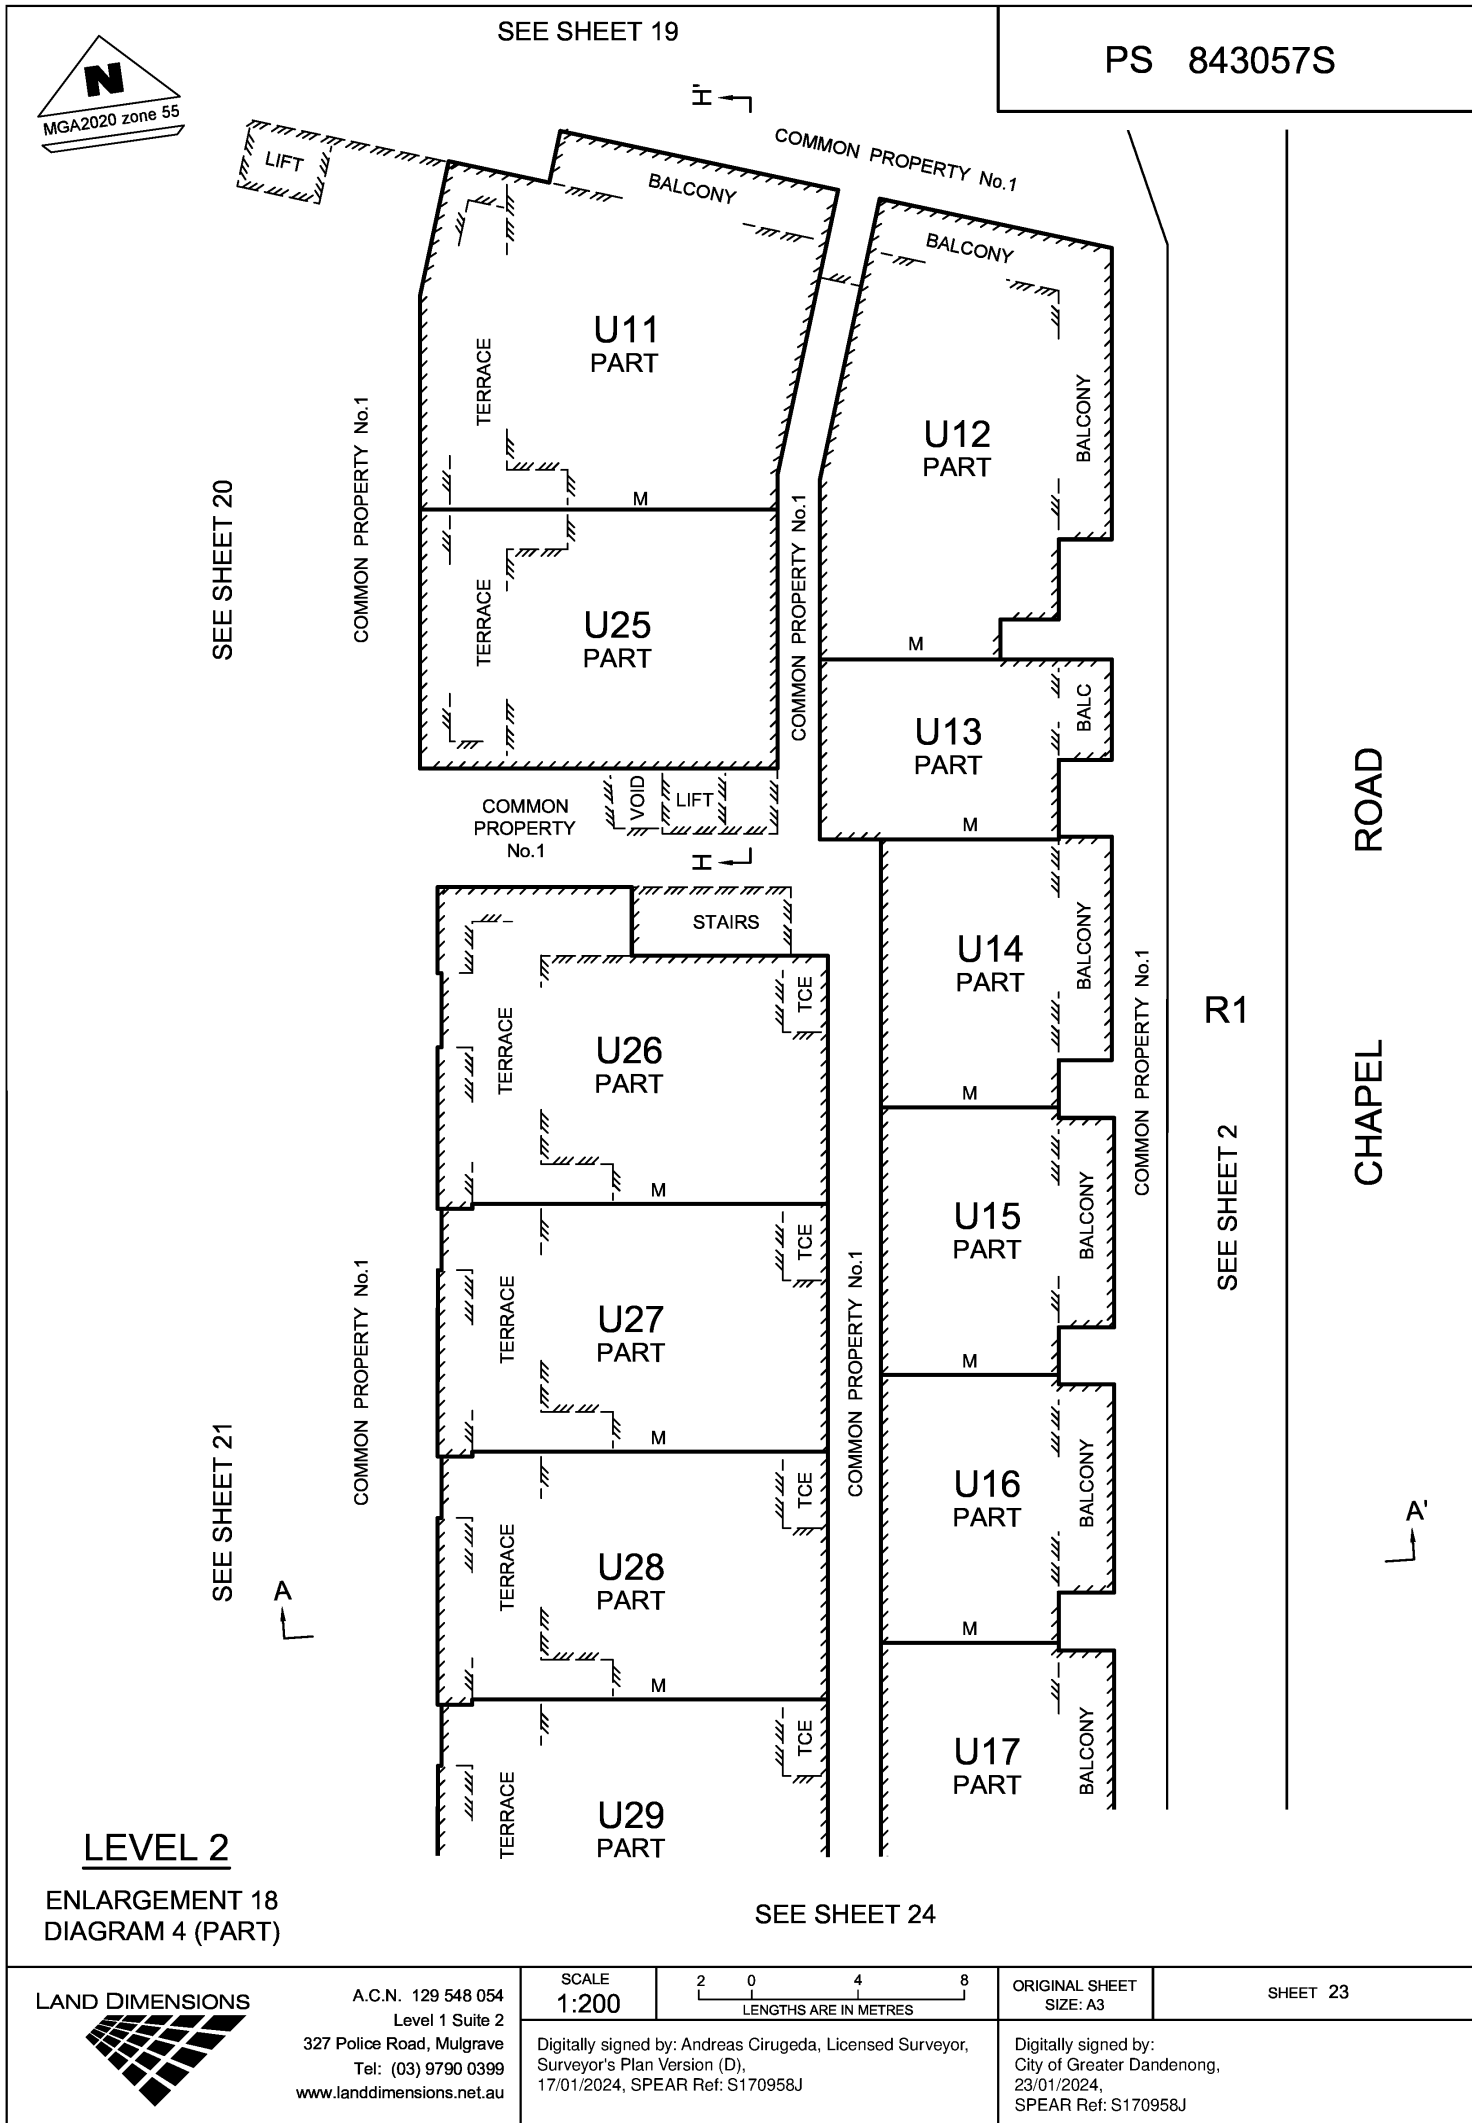 SEE SHEET 19
PS 843057S
N
MGA2020 zone 55
H
COMMON PROPERTY No.1
LIFT
BALCONY
BALCONY
U11
PART
TERRACE
COMMON PROPERTY No.1
U12
PART
BALCONY
SEE SHEET 20
M
COMMON PROPERTY No.1
U25
PART
TERRACE
M
U13
PART
BALC
ROAD
COMMON
PROPERTY
No.1
VOID
LIFT
M
H
STAIRS
U14
PART
BALCONY
COMMON PROPERTY No.1
TCE
R1
U26
PART
TERRACE
M
CHAPEL
SEE SHEET 2
M
TCE
U15
PART
BALCONY
COMMON PROPERTY No.1
COMMON PROPERTY No.1
U27
PART
TERRACE
M
M
SEE SHEET 21
TCE
U16
PART
BALCONY
A'
A
U28
PART
TERRACE
M
M
TCE
U17
PART
BALCONY
U29
PART
TERRACE
LEVEL 2
ENLARGEMENT 18
DIAGRAM 4 (PART)
SEE SHEET 24
LAND DIMENSIONS
A.C.N. 129 548 054
Level 1 Suite 2
327 Police Road, Mulgrave
Tel: (03) 9790 0399
www.landdimensions.net.au
SCALE
1:200
2 0 4 8
LENGTHS ARE IN METRES
ORIGINAL SHEET
SIZE: A3
SHEET 23
Digitally signed by: Andreas Cirugeda, Licensed Surveyor,
Surveyor's Plan Version (D),
17/01/2024, SPEAR Ref: S170958J
Digitally signed by:
City of Greater Dandenong,
23/01/2024,
SPEAR Ref: S170958J